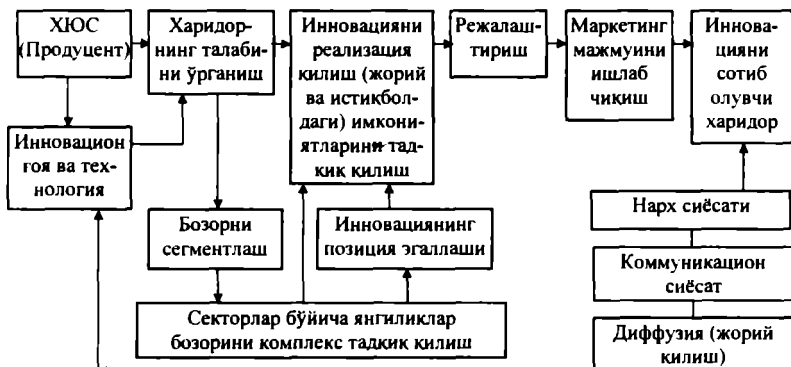 ХЮС
(Продуцент)
Харидор-
нинг талаби-
ни ўрганиш
Инновацияни
реализация
қилиш (жорий
ва истиқбол-
даги) имкони-
ятларини тад-
қиқ қилиш
Режалаш-
тириш
Маркетинг
мажмуини
ишлаб
чиқиш
Иннова-
цияни
сотиб
олувчи
харидор
Инновацион
ғоя ва тех-
нология
Бозорни
сегментлаш
Инновациянинг
позиция эгаллаши
Секторлар бўйича янгиликлар
бозорини комплекс тадқиқ қилиш
Нарх сиёсати
Коммуникацион
сиёсат
Диффузия (жорий
қилиш)